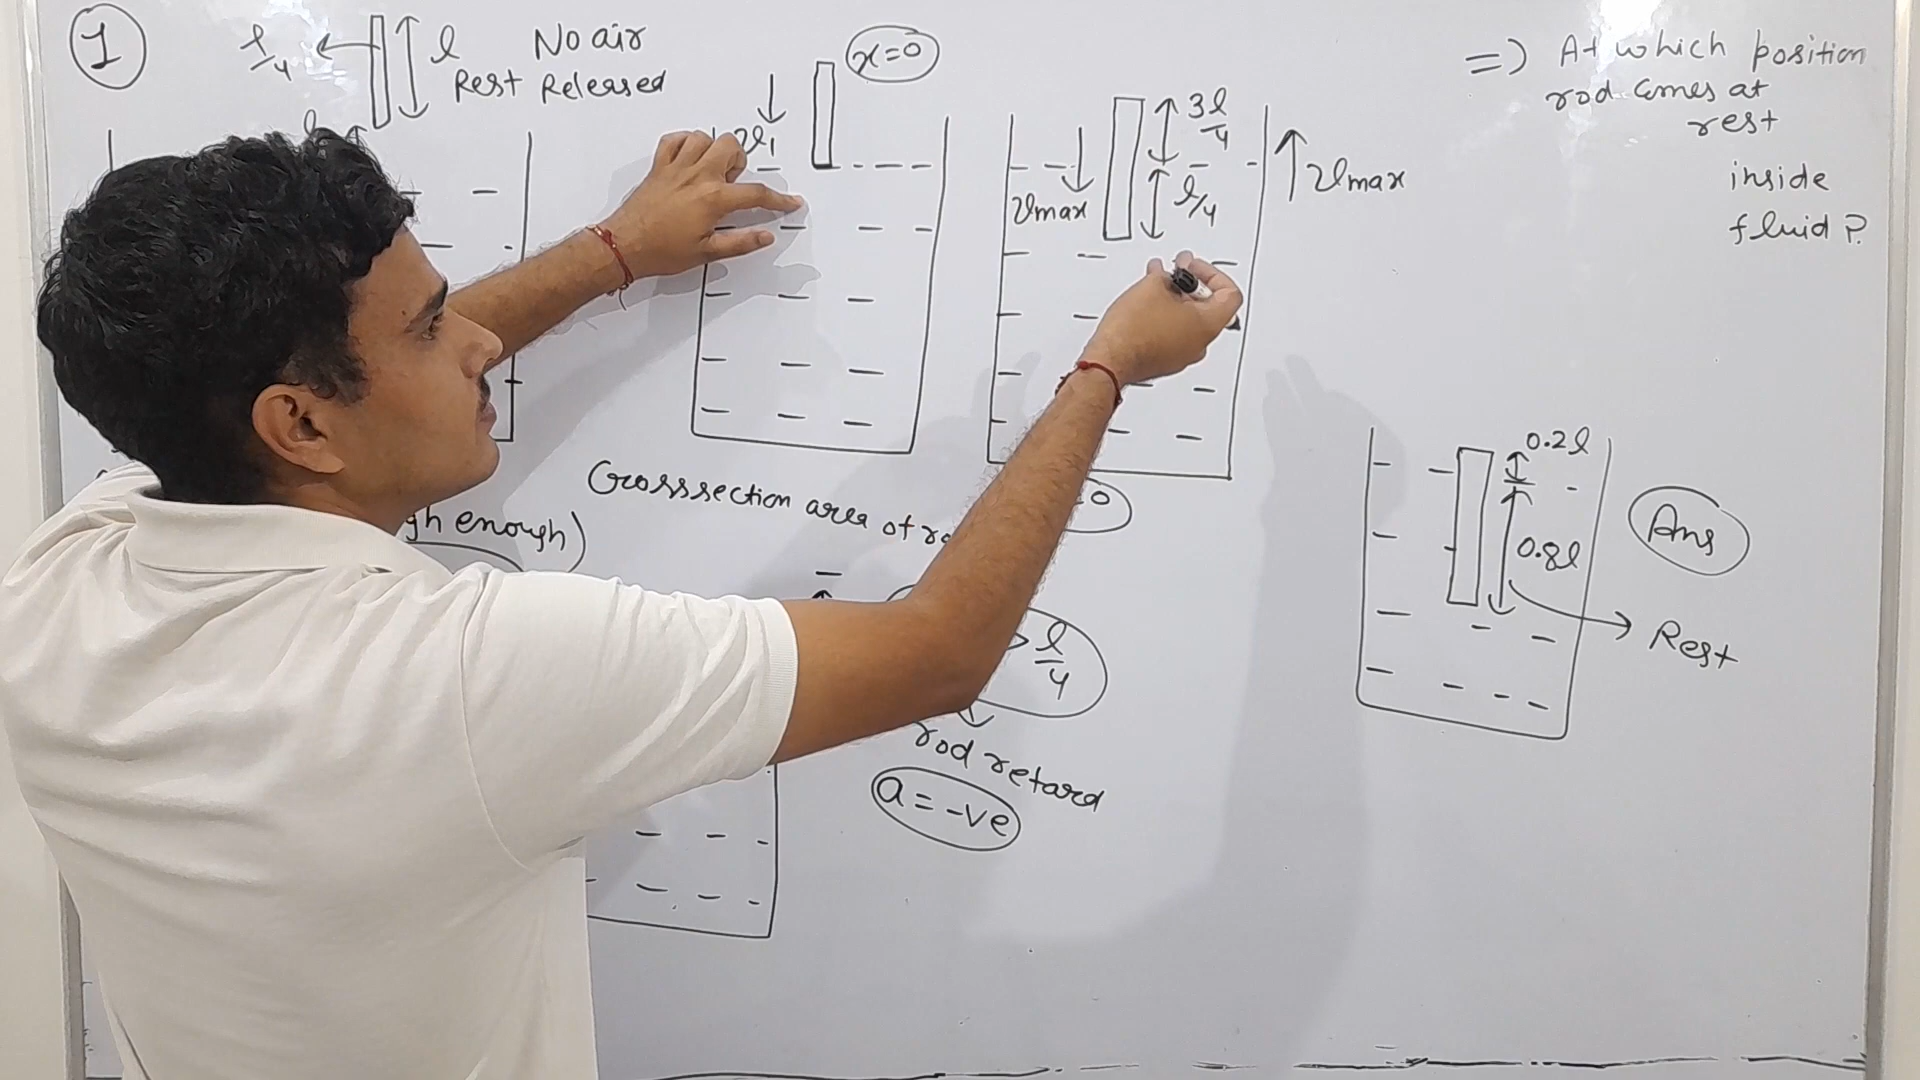 1
l/4
l
No air
Rest Released
x=0
v1
3l/4
l/4
vmax
vmax
=) At which position
rod comes at
rest
inside
fluid?
gh enough)
Crosssection area of
0
> l/4
rod retard
a = -ve
0.2l
0.8l
Ans
Rest